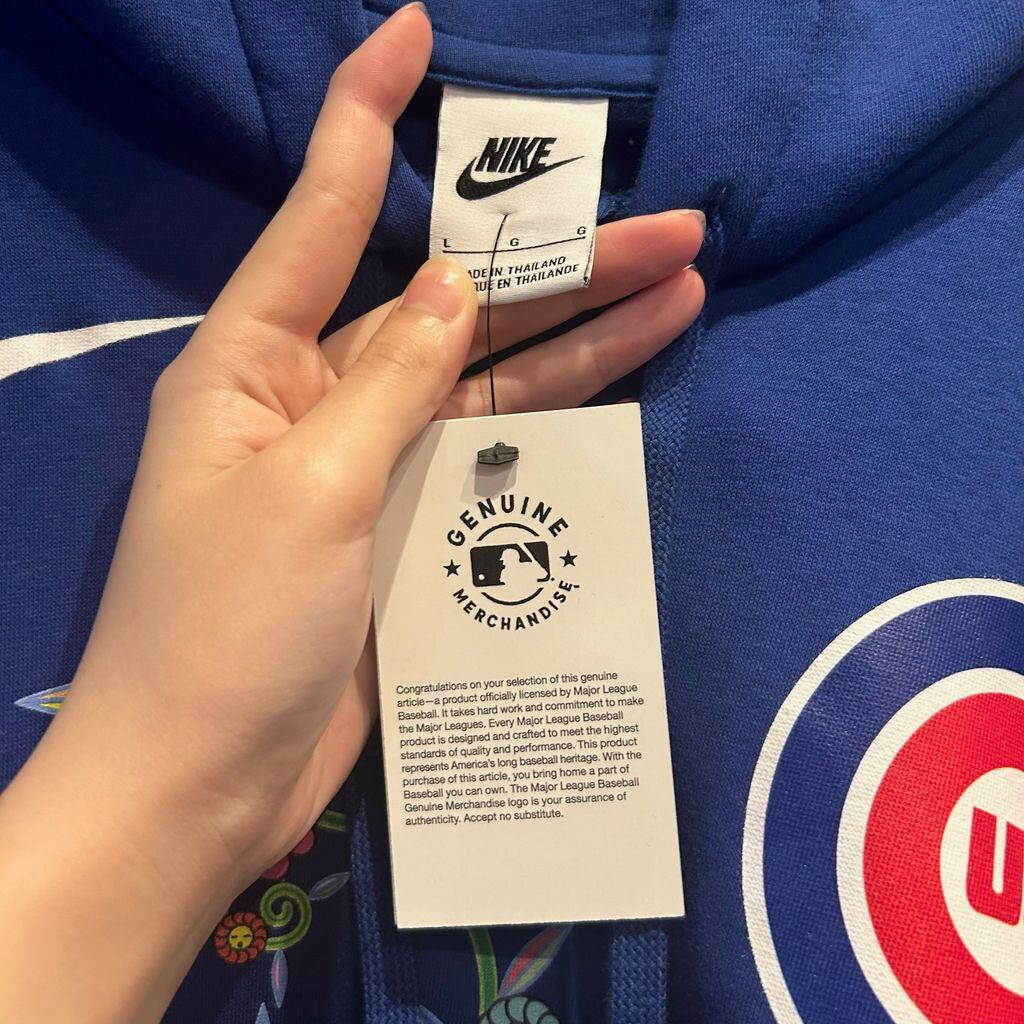 NIKE
L G G
DE IN THAILAND
QUE EN THAILANDE
GENUINE
MERCHANDISE
Congratulations on your selection of this genuine
article—a product officially licensed by Major League
Baseball. It takes hard work and commitment to make
the Major Leagues. Every Major League Baseball
product is designed and crafted to meet the highest
standards of quality and performance. This product
represents America's long baseball heritage. With the
purchase of this article, you bring home a part of
Baseball you can own. The Major League Baseball
Genuine Merchandise logo is your assurance of
authenticity. Accept no substitute.
U